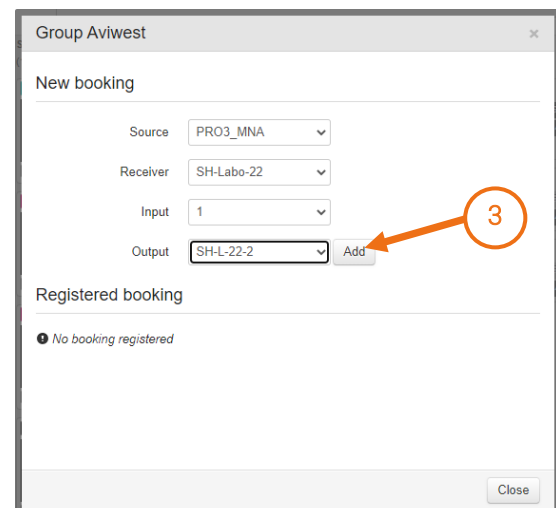 Group Aviwest ×
New booking
Source PRO3_MNA
Receiver SH-Labo-22
Input 1
3
Output SH-L-22-2 Add
Registered booking
No booking registered
Close